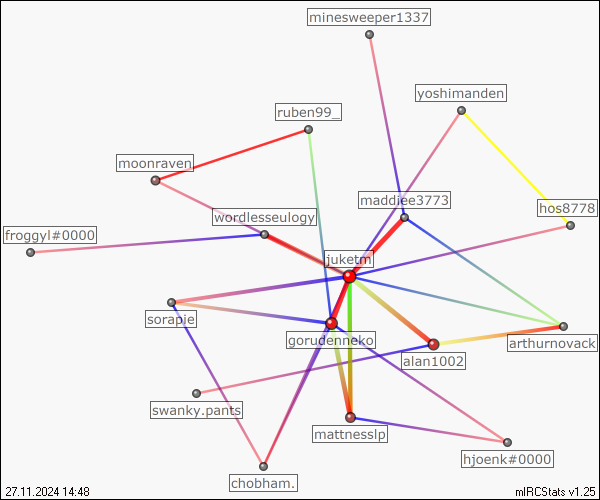 minesweeper1337
yoshimanden
ruben99_
moonraven
maddiee3773
hos8778
wordlesseulogy
froggyl#0000
juketm
sorapie
gorudenneko
arthurnovack
alan1002
swanky.pants
mattnesslp
hjoenk#0000
chobham.
27.11.2024 14:48
mIRCStats v1.25